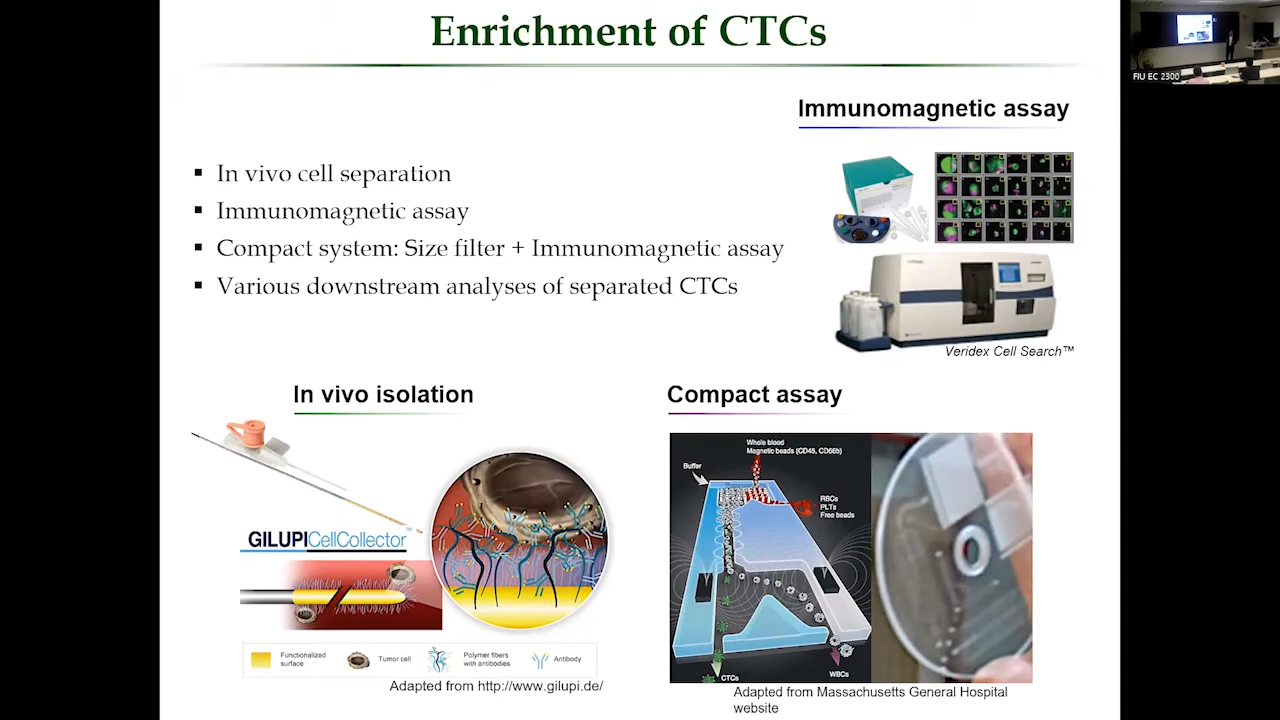 Enrichment of CTCs
FIU EC 2300
Immunomagnetic assay
▪ In vivo cell separation
▪ Immunomagnetic assay
▪ Compact system: Size filter + Immunomagnetic assay
▪ Various downstream analyses of separated CTCs
Veridex Cell Search™
In vivo isolation
GILUPICellCollector™
Functionalized
surface
Tumor cell
Polymer fibers
with antibodies
Antibody
Adapted from http://www.gilupi.de/
Compact assay
Whole blood
Magnetic beads (CD45, CD66b)
Buffer
RBCs
PLTs
Free beads
CTCs
WBCs
Adapted from Massachusetts General Hospital
website